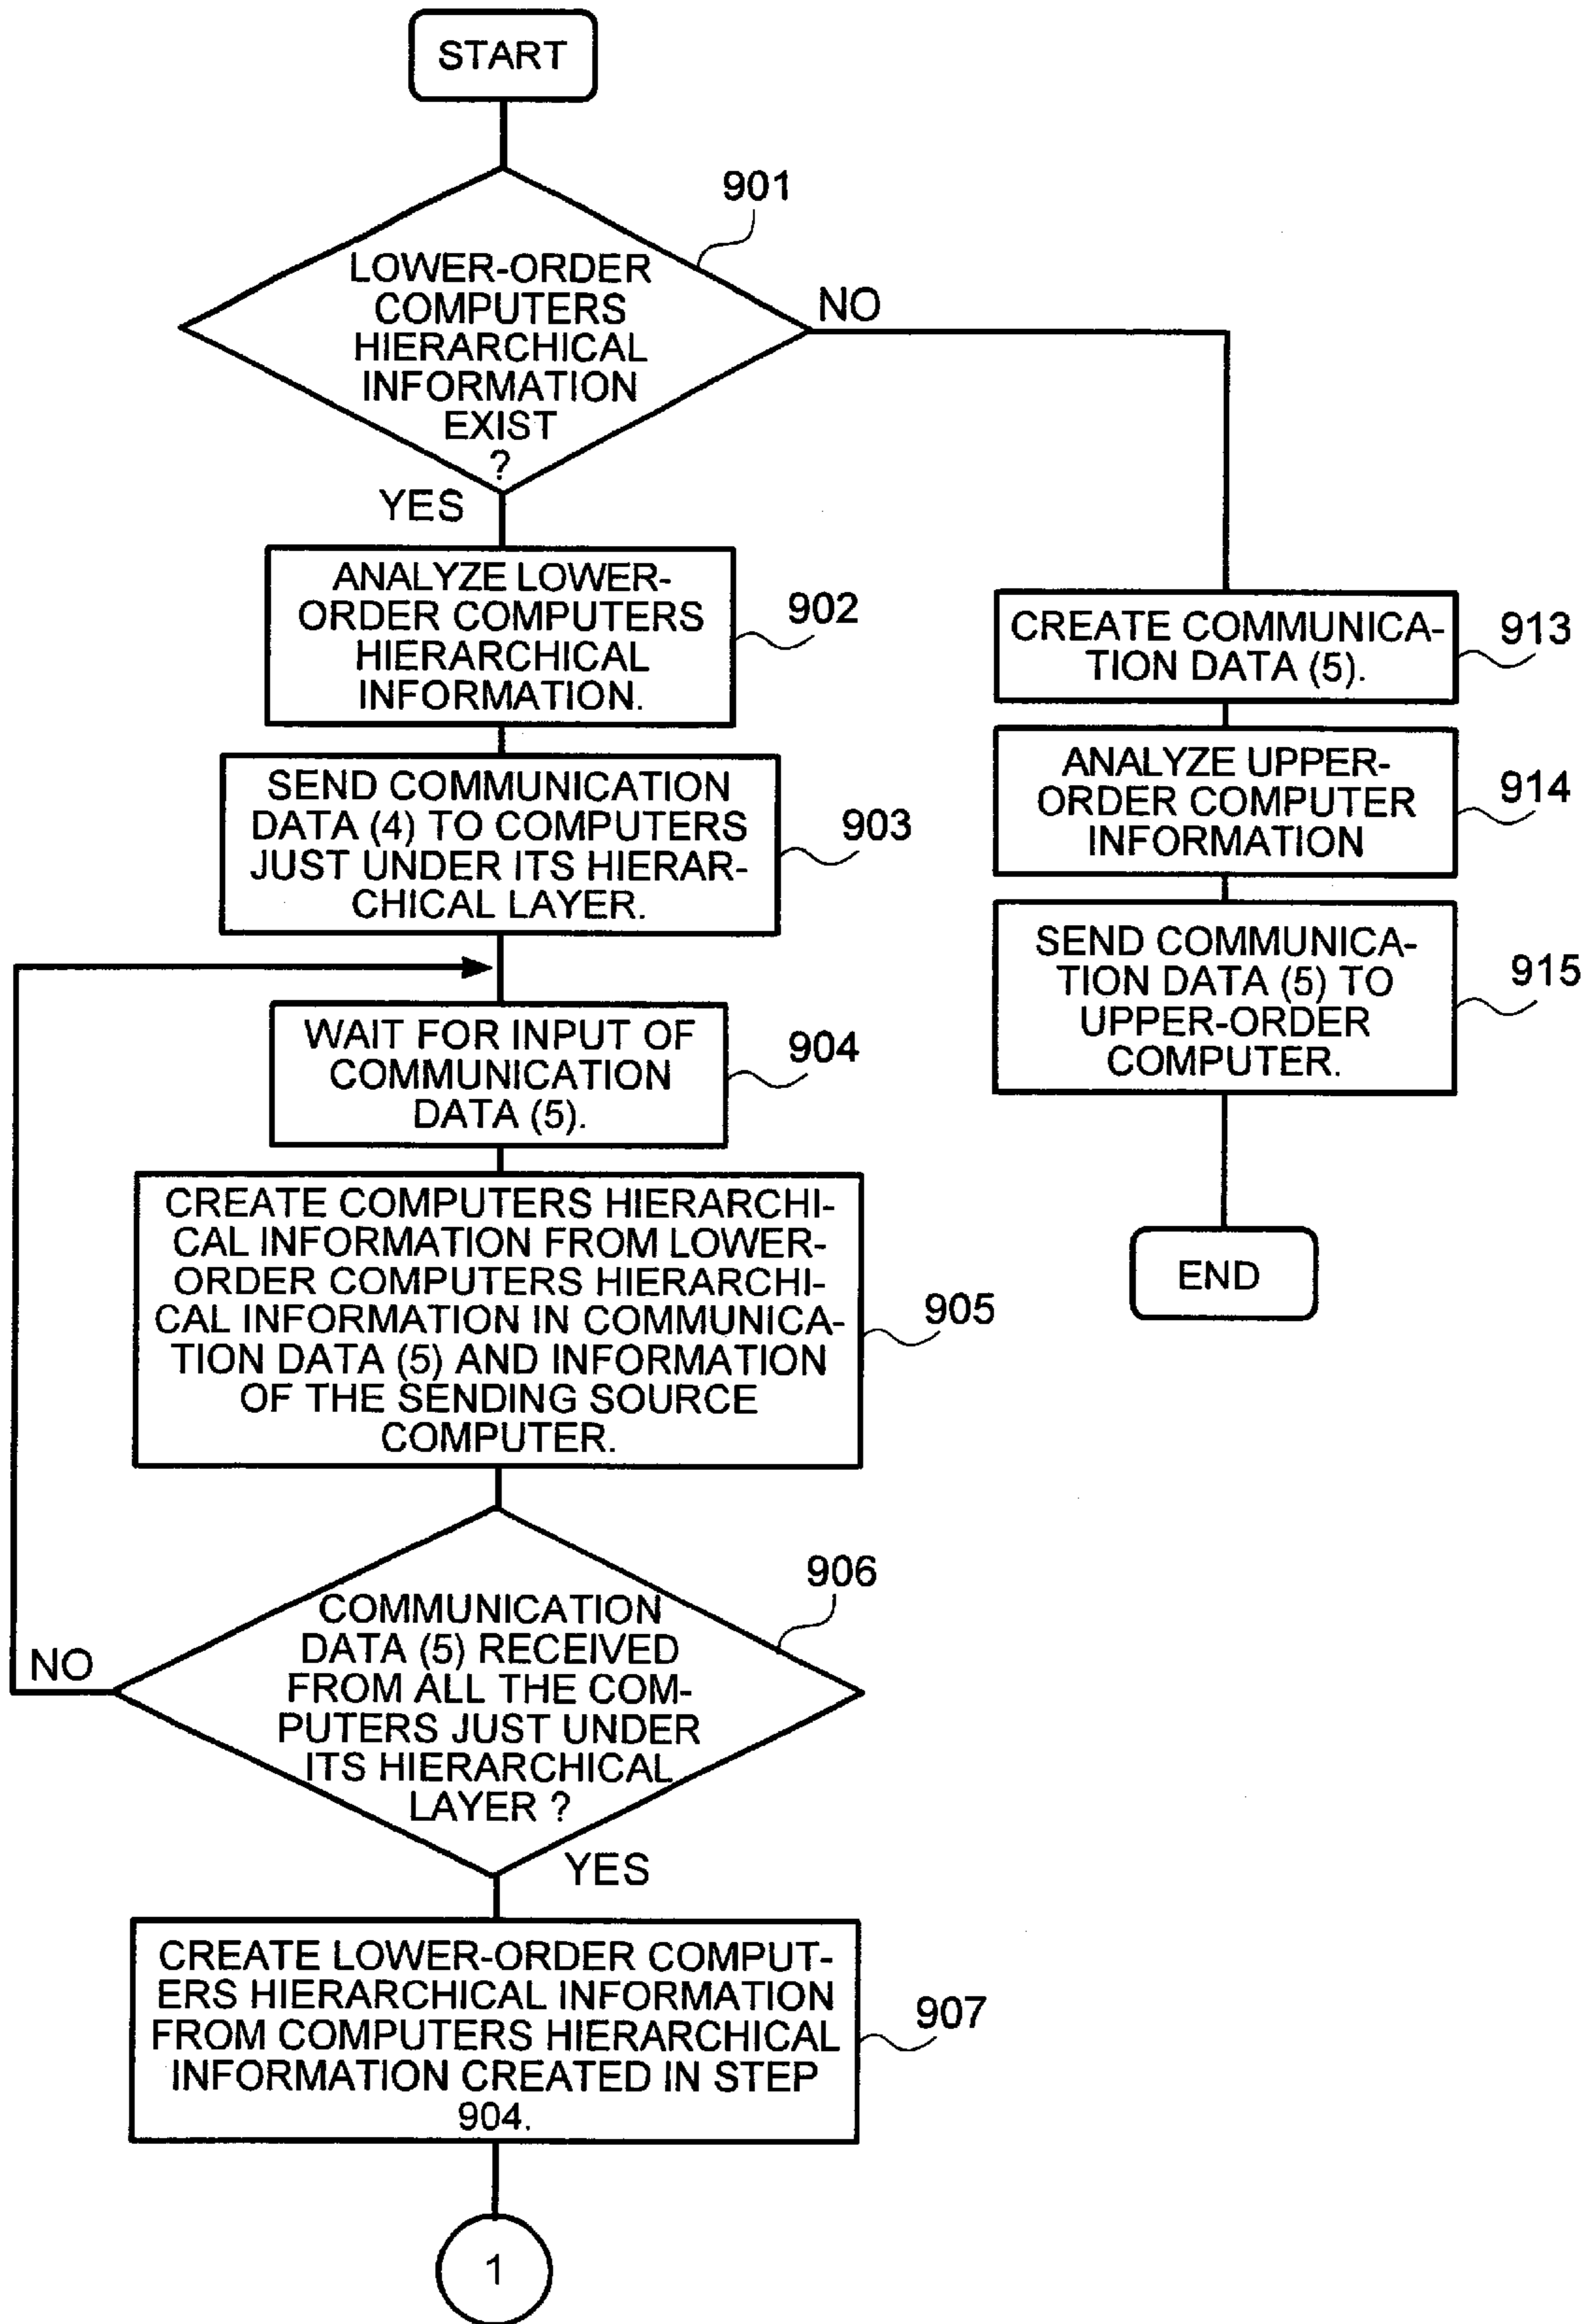 START
901
LOWER-ORDER
COMPUTERS
HIERARCHICAL
INFORMATION
EXIST
?
NO
YES
ANALYZE LOWER-
ORDER COMPUTERS
HIERARCHICAL
INFORMATION.
902
SEND COMMUNICATION
DATA (4) TO COMPUTERS
JUST UNDER ITS HIERAR-
CHICAL LAYER.
903
WAIT FOR INPUT OF
COMMUNICATION
DATA (5).
904
CREATE COMPUTERS HIERARCHI-
CAL INFORMATION FROM LOWER-
ORDER COMPUTERS HIERARCHI-
CAL INFORMATION IN COMMUNICA-
TION DATA (5) AND INFORMATION
OF THE SENDING SOURCE
COMPUTER.
905
906
COMMUNICATION
DATA (5) RECEIVED
FROM ALL THE COM-
PUTERS JUST UNDER
ITS HIERARCHICAL
LAYER ?
NO
YES
CREATE LOWER-ORDER COMPUT-
ERS HIERARCHICAL INFORMATION
FROM COMPUTERS HIERARCHICAL
INFORMATION CREATED IN STEP
904.
907
1
CREATE COMMUNICA-
TION DATA (5).
913
ANALYZE UPPER-
ORDER COMPUTER
INFORMATION
914
SEND COMMUNICA-
TION DATA (5) TO
UPPER-ORDER
COMPUTER.
915
END